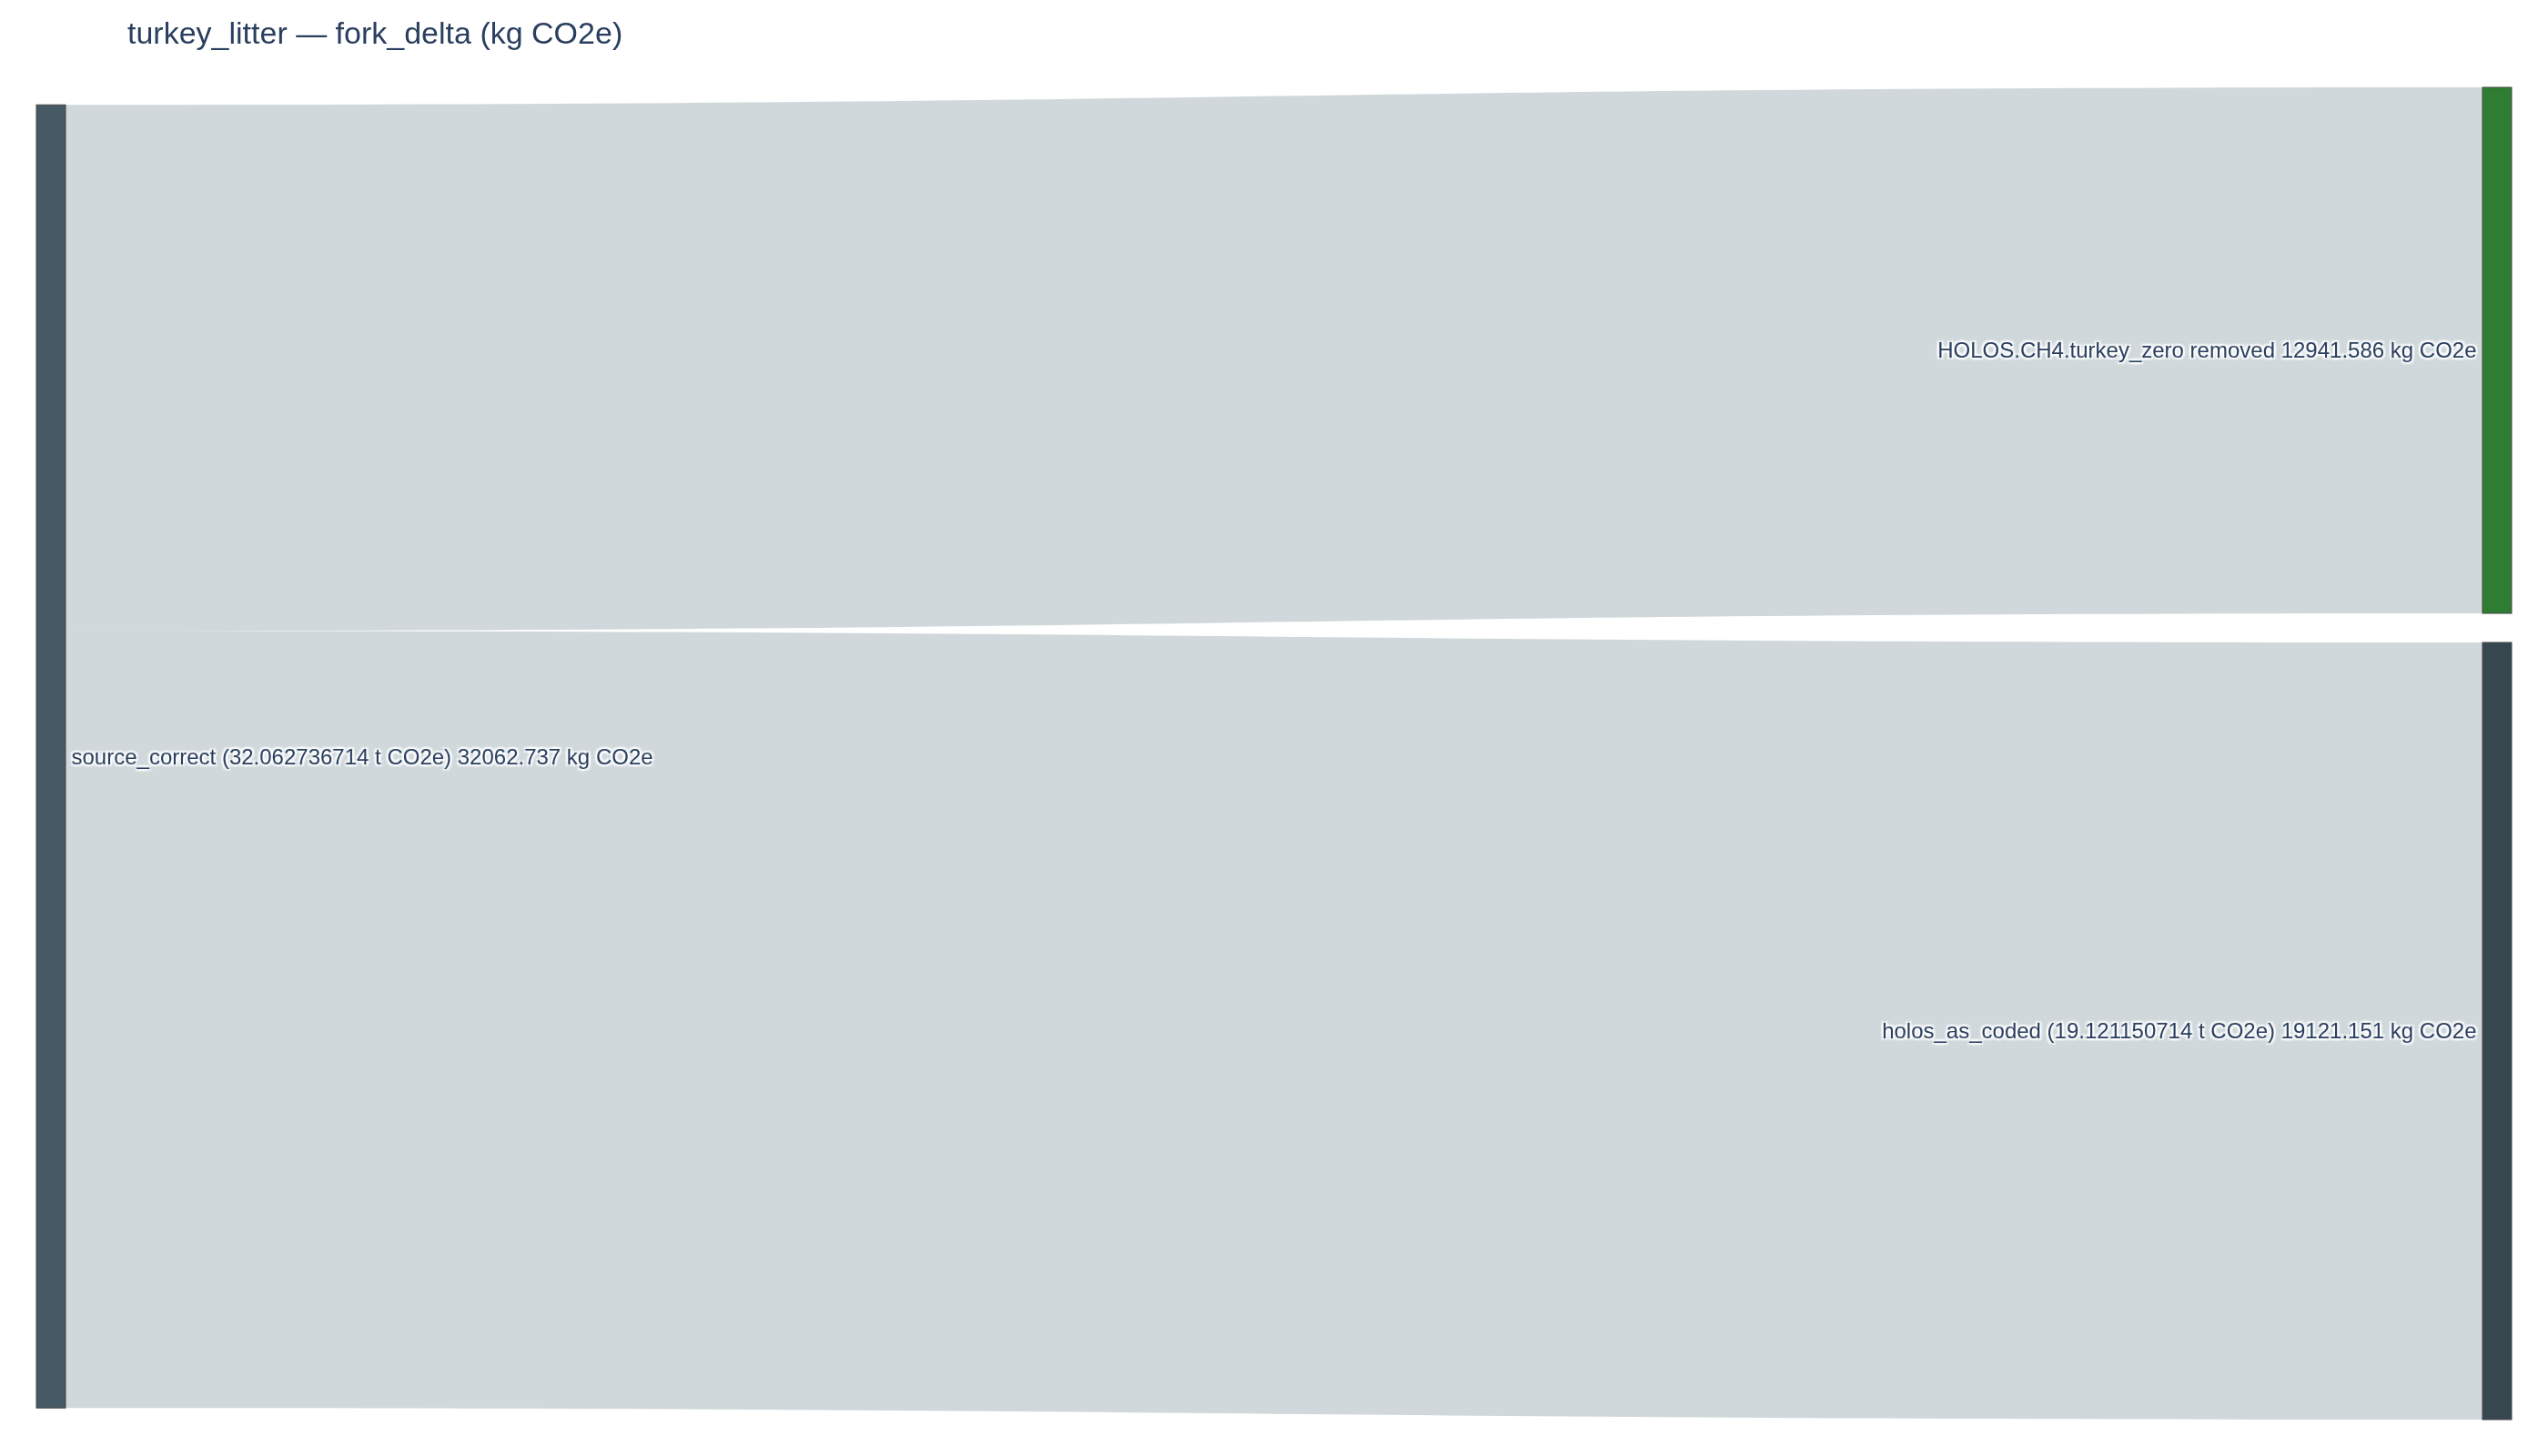 turkey_litter — fork_delta (kg CO2e)
HOLOS.CH4.turkey_zero removed 12941.586 kg CO2e
source_correct (32.062736714 t CO2e) 32062.737 kg CO2e
holos_as_coded (19.121150714 t CO2e) 19121.151 kg CO2e